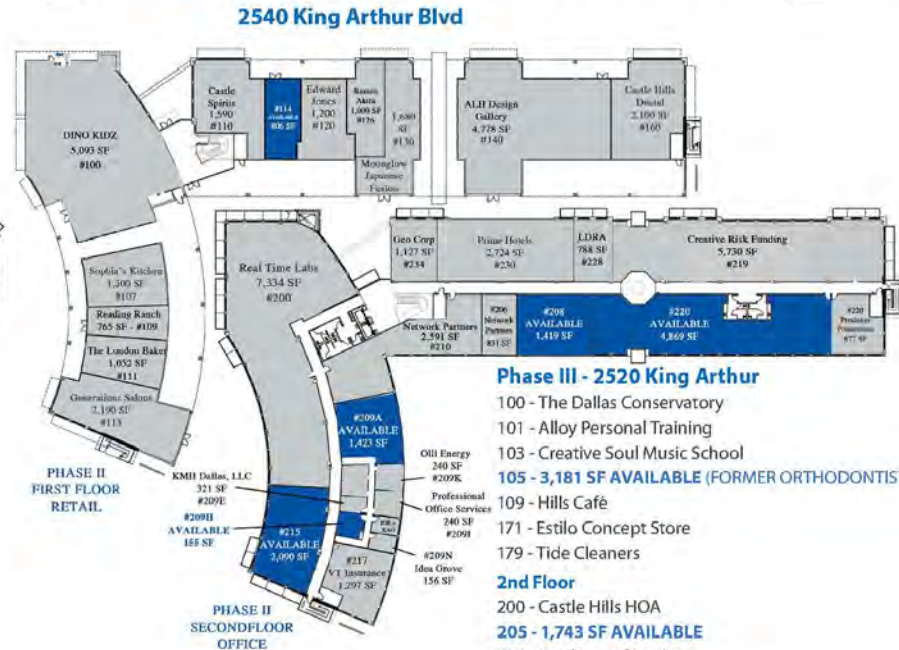 2540 King Arthur Blvd
DINO KIDZ
5,093 SF
#100
Castle
Spirits
1,590
#110
#114
AVAILABLE
806 SF
Edward
Jones
1,200
#120
1,000 SF
#126
1,680
SF
#130
Moonglow
Japanese
Fusion
ALH Design
Gallery
4,778 SF
#140
Castle Hills
Dental
2,100 SF
#160
Sophia's Kitchen
1,300 SF
#107
Reading Ranch
765 SF - #109
The London Baker
1,052 SF
#111
Generations Salons
2,190 SF
#113
PHASE II
FIRST FLOOR
RETAIL
Real Time Labs
7,334 SF
#200
Geo Corp
1,127 SF
#234
Prime Hotels
2,724 SF
#230
LDRA
788 SF
#228
Creative Risk Funding
5,730 SF
#219
Network Partners
2,591 SF
#210
#206
Network
Partners
831 SF
#208
AVAILABLE
1,419 SF
#220
AVAILABLE
4,869 SF
#220
Precision
677 SF
#209A
AVAILABLE
1,423 SF
KMH Dallas, LLC
321 SF
#209E
#209H
AVAILABLE
155 SF
Olli Energy
240 SF
#209K
Professional
Office Services
240 SF
#215
AVAILABLE
2,090 SF
#217
VT Insurance
1,297 SF
#209N
Idea Grove
156 SF
PHASE II
SECONDFLOOR
OFFICE
Phase III - 2520 King Arthur
100 - The Dallas Conservatory
101 - Alloy Personal Training
103 - Creative Soul Music School
105 - 3,181 SF AVAILABLE (FORMER ORTHODONTIS
109 - Hills Café
171 - Estilo Concept Store
179 - Tide Cleaners
2nd Floor
200 - Castle Hills HOA
205 - 1,743 SF AVAILABLE